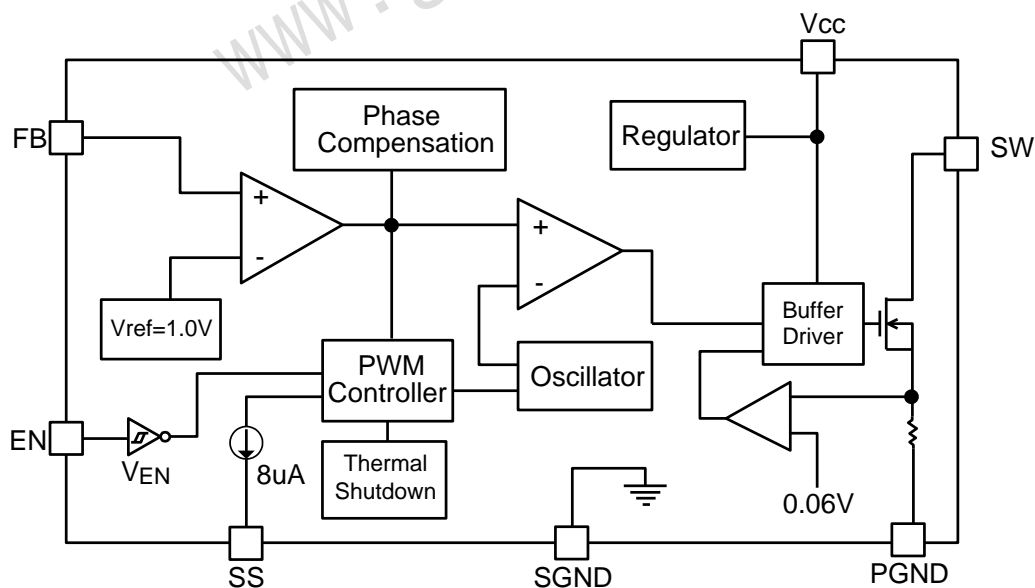 www.
Vcc
FB
Phase
Compensation
Regulator
SW
+
-
+
-
Vref=1.0V
Buffer
Driver
PWM
Controller
Oscillator
EN
VEN
8uA
Thermal
Shutdown
0.06V
SS
SGND
PGND